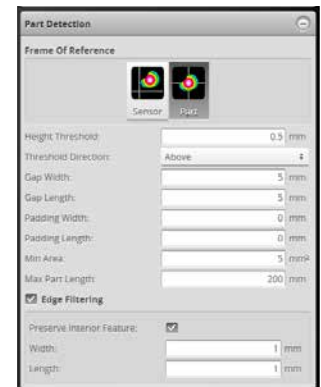 Part Detection
Frame Of Reference
Sensor Part
Height Threshold: 0.5 mm
Threshold Direction: Above
Gap Width: 5 mm
Gap Length: 5 mm
Padding Width: 0 mm
Padding Length: 0 mm
Min Area: 5 mm²
Max Part Length: 200 mm
Edge Filtering
Preserve Interior Feature:
Width: 1 mm
Length: 1 mm